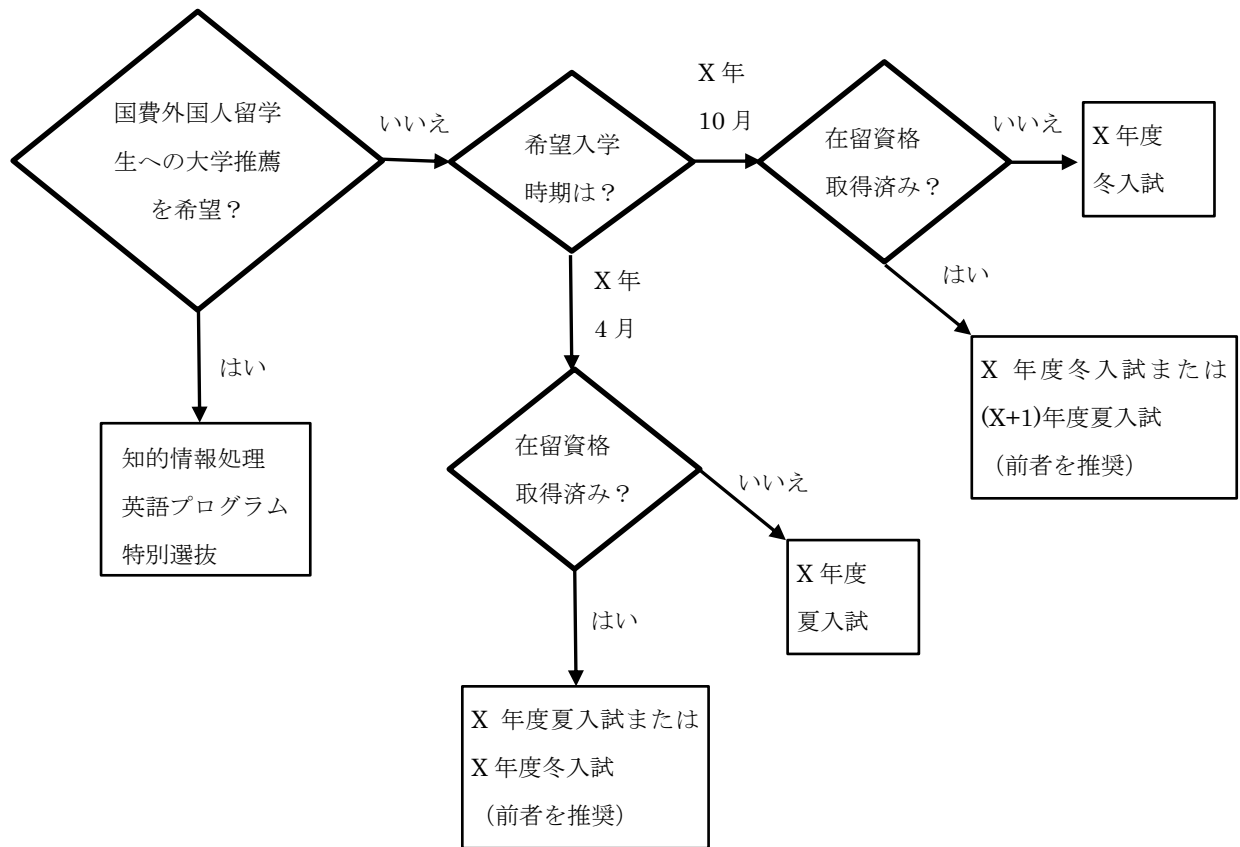 国費外国人留学
生への大学推薦
を希望？
いいえ
希望入学
時期は？
X 年
10 月
在留資格
取得済み？
いいえ
X 年度
冬入試
はい
X 年度冬入試または
(X+1)年度夏入試
（前者を推奨）
X 年
4 月
はい
知的情報処理
英語プログラム
特別選抜
在留資格
取得済み？
いいえ
X 年度
夏入試
はい
X 年度夏入試または
X 年度冬入試
（前者を推奨）